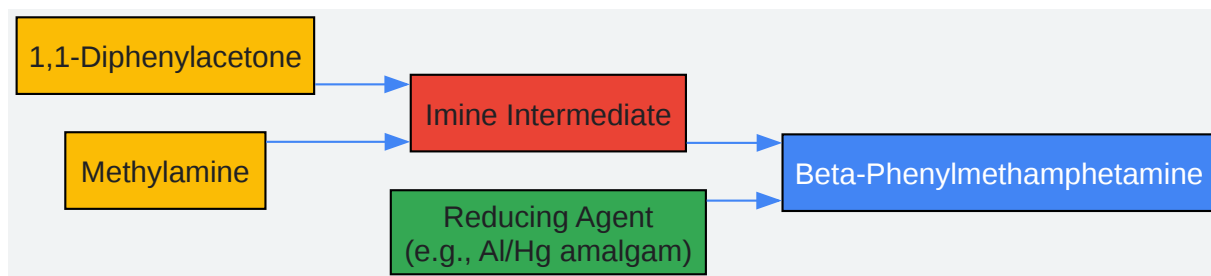 1,1-Diphenylacetone
Imine Intermediate
Methylamine
Beta-Phenylmethamphetamine
Reducing Agent
(e.g., Al/Hg amalgam)